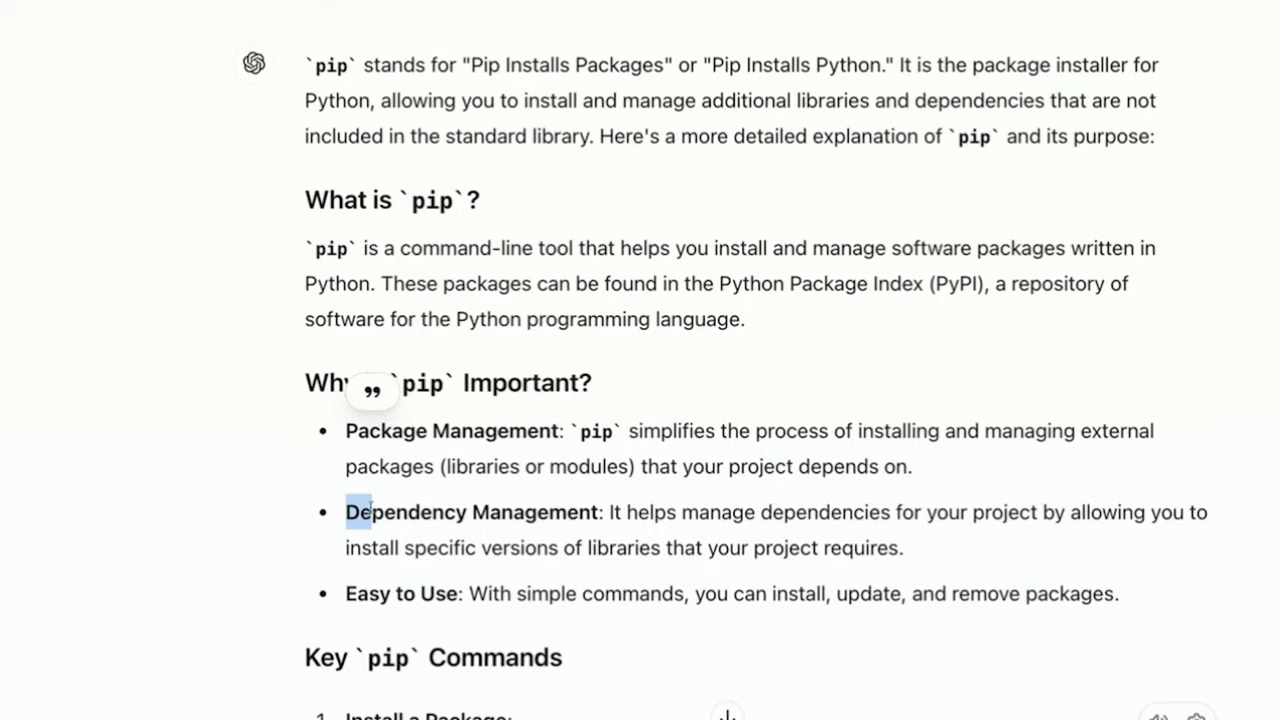 `pip` stands for "Pip Installs Packages" or "Pip Installs Python." It is the package installer for
Python, allowing you to install and manage additional libraries and dependencies that are not
included in the standard library. Here's a more detailed explanation of `pip` and its purpose:
What is `pip`?
`pip` is a command-line tool that helps you install and manage software packages written in
Python. These packages can be found in the Python Package Index (PyPI), a repository of
software for the Python programming language.
Why `pip` Important?
• Package Management: `pip` simplifies the process of installing and managing external
packages (libraries or modules) that your project depends on.
• Dependency Management: It helps manage dependencies for your project by allowing you to
install specific versions of libraries that your project requires.
• Easy to Use: With simple commands, you can install, update, and remove packages.
Key `pip` Commands
1. Install a Package: